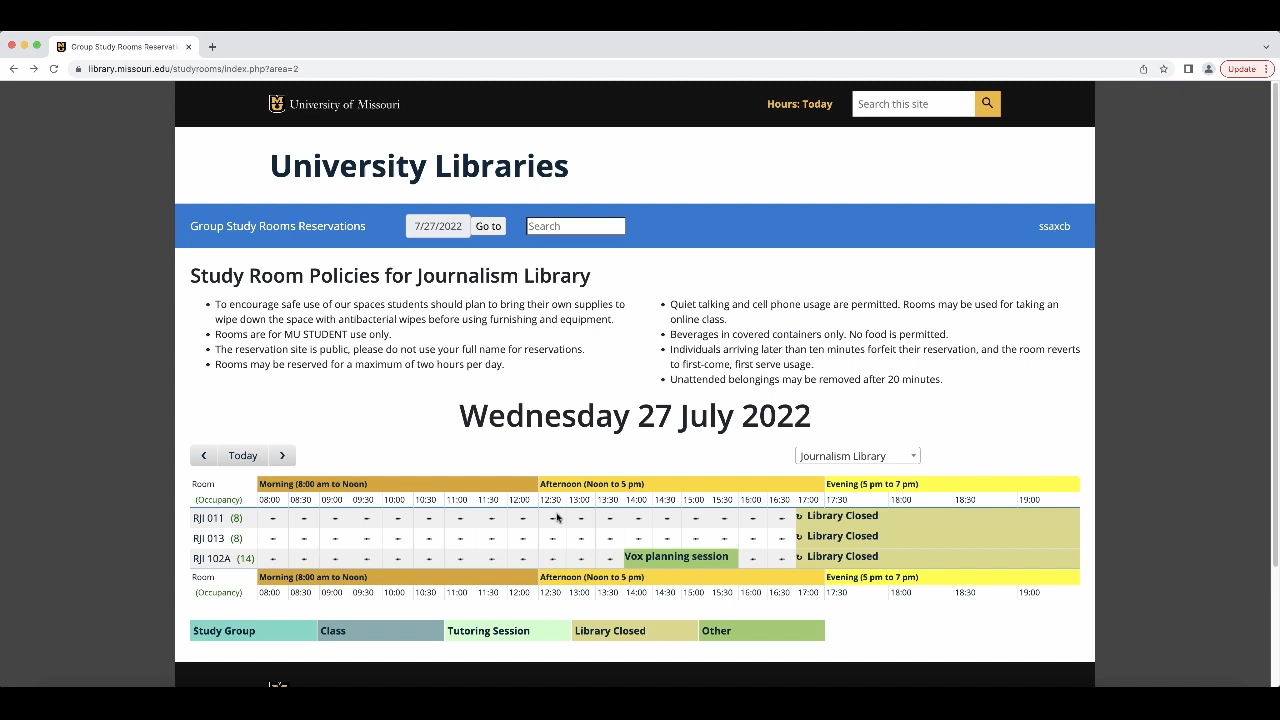 Group Study Rooms Reservati
library.missouri.edu/studyrooms/index.php?area=2
Update
University of Missouri
Hours: Today
Search this site
University Libraries
Group Study Rooms Reservations
7/27/2022
Go to
Search
ssaxcb
Study Room Policies for Journalism Library
• To encourage safe use of our spaces students should plan to bring their own supplies to
wipe down the space with antibacterial wipes before using furnishing and equipment.
• Rooms are for MU STUDENT use only.
• The reservation site is public, please do not use your full name for reservations.
• Rooms may be reserved for a maximum of two hours per day.
• Quiet talking and cell phone usage are permitted. Rooms may be used for taking an
online class.
• Beverages in covered containers only. No food is permitted.
• Individuals arriving later than ten minutes forfeit their reservation, and the room reverts
to first-come, first serve usage.
• Unattended belongings may be removed after 20 minutes.
Wednesday 27 July 2022
Today
Journalism Library
Room Morning (8:00 am to Noon) Afternoon (Noon to 5 pm) Evening (5 pm to 7 pm)
(Occupancy) 08:00 08:30 09:00 09:30 10:00 10:30 11:00 11:30 12:00 12:30 13:00 13:30 14:00 14:30 15:00 15:30 16:00 16:30 17:00 17:30 18:00 18:30 19:00
RJI 011 (8) Library Closed
RJI 013 (8) Library Closed
RJI 102A (14) Vox planning session Library Closed
Room Morning (8:00 am to Noon) Afternoon (Noon to 5 pm) Evening (5 pm to 7 pm)
(Occupancy) 08:00 08:30 09:00 09:30 10:00 10:30 11:00 11:30 12:00 12:30 13:00 13:30 14:00 14:30 15:00 15:30 16:00 16:30 17:00 17:30 18:00 18:30 19:00
Study Group Class Tutoring Session Library Closed Other